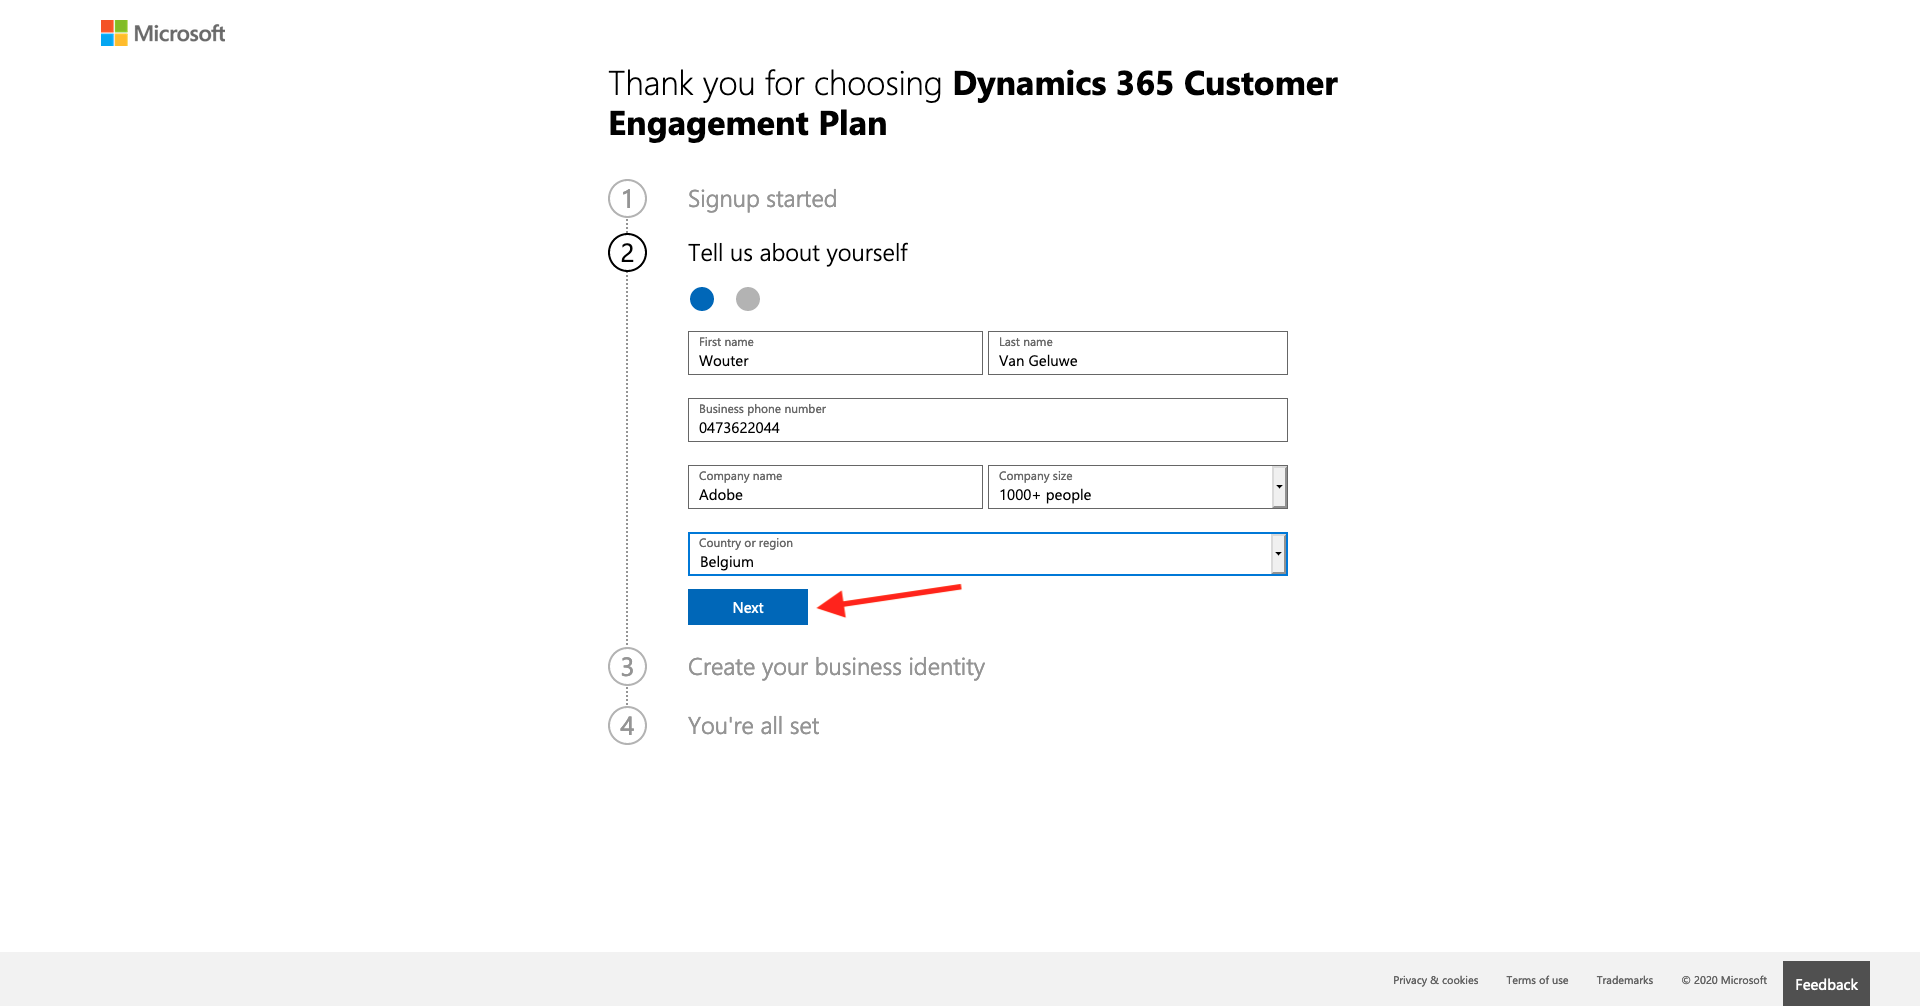 Microsoft
Thank you for choosing Dynamics 365 Customer
Engagement Plan
1 Signup started
2 Tell us about yourself
First name
Wouter
Last name
Van Geluwe
Business phone number
0473622044
Company name
Adobe
Company size
1000+ people
Country or region
Belgium
Next
3 Create your business identity
4 You're all set
Privacy & cookies Terms of use Trademarks © 2020 Microsoft Feedback